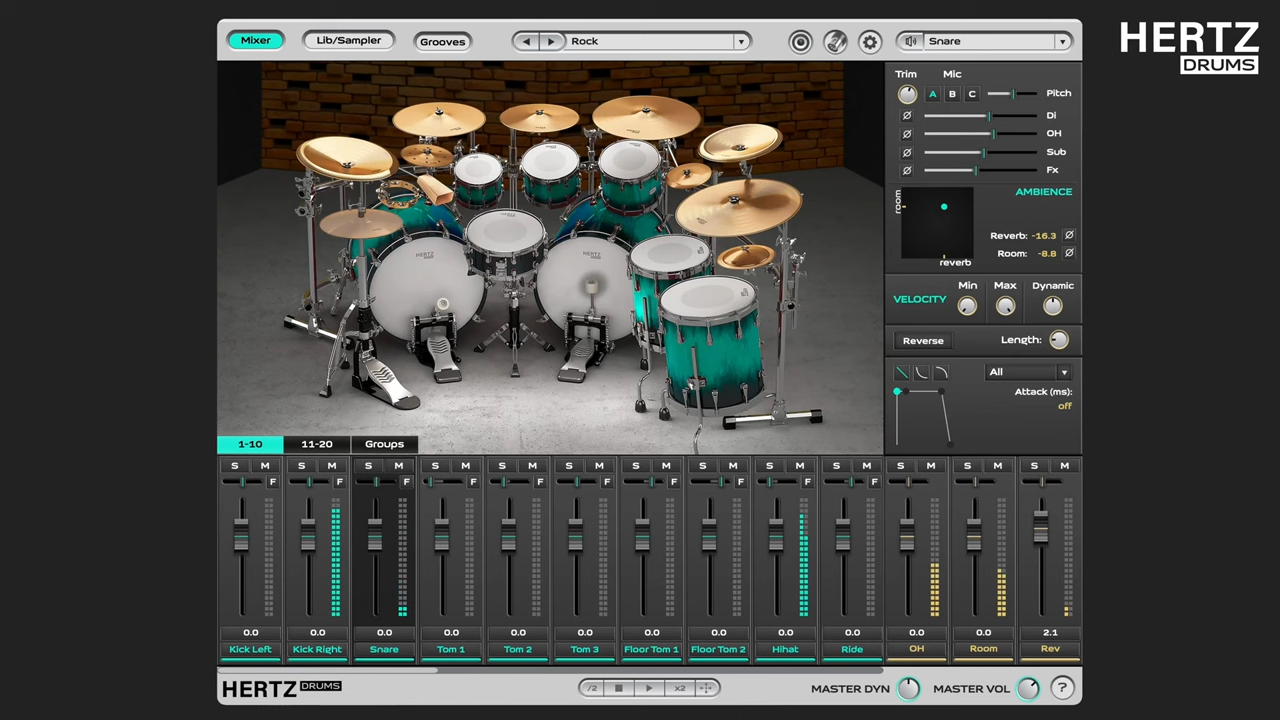 HERTZ
DRUMS
Mixer Lib/Sampler Grooves Rock Snare
Trim Mic
A B C Pitch
Di
OH
Sub
Fx
room
AMBIENCE
Reverb: -16.3
Room: -8.8
reverb
VELOCITY Min Max Dynamic
Reverse Length:
All
Attack (ms):
off
HERTZ
HERTZ
1-10 11-20 Groups
S M S M S M S M S M S M S M S M S M S M S M S M S M
F F F F F F F F F F
0.0 0.0 0.0 0.0 0.0 0.0 0.0 0.0 0.0 0.0 0.0 0.0 2.1
Kick Left Kick Right Snare Tom 1 Tom 2 Tom 3 Floor Tom 1 Floor Tom 2 Hihat Ride OH Room Rev
HERTZ DRUMS /2 x2 MASTER DYN MASTER VOL ?